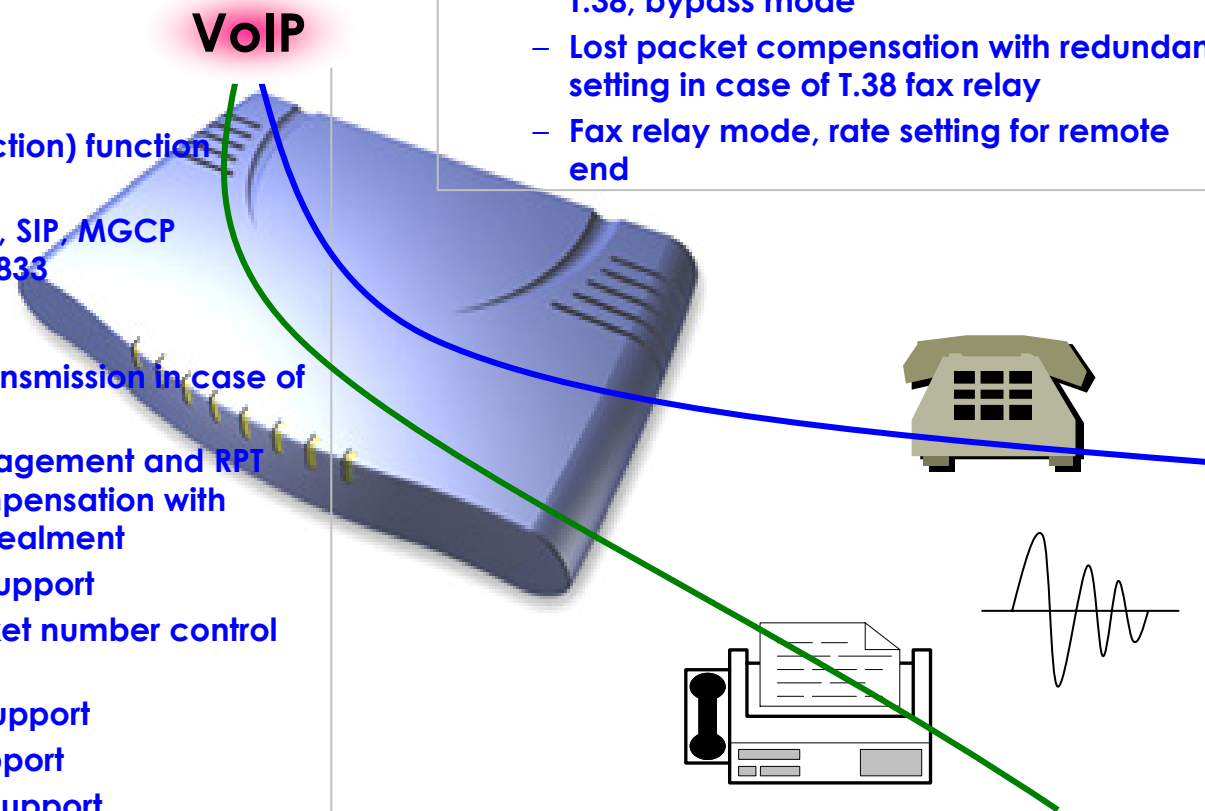 VoIP
T.38, bypass mode
– Lost packet compensation with redundan
setting in case of T.38 fax relay
– Fax relay mode, rate setting for remote
end
ction) function
, SIP, MGCP
833
nsmission in case of
agement and RPT
pensation with
ealment
upport
et number control
upport
port
upport